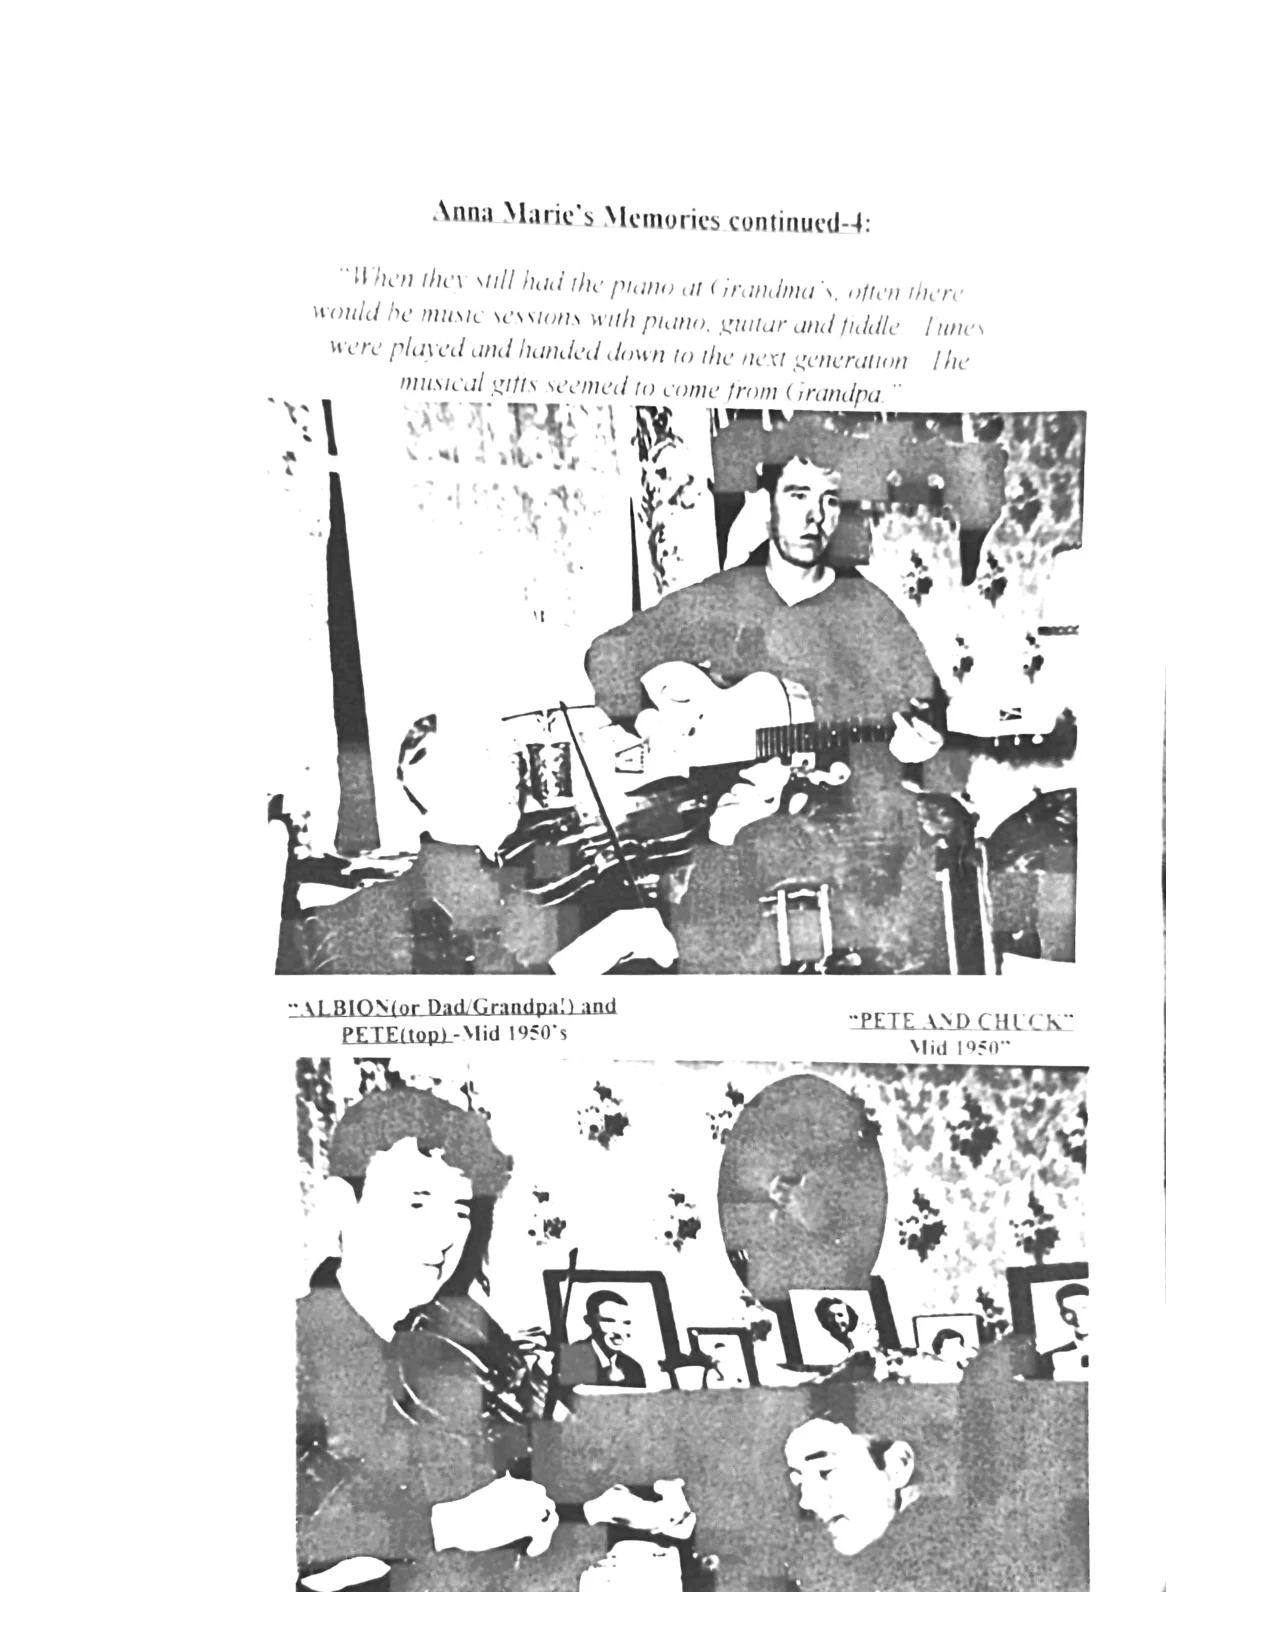 Anna Marie's Memories continued-4:
"When they still had the piano at Grandma's, often there
would be music sessions with piano, guitar and fiddle. Tunes
were played and handed down to the next generation. The
musical gifts seemed to come from Grandpa."
"ALBION(or Dad/Grandpa!) and
PETE(top)-Mid 1950's
"PETE AND CHUCK"
Mid 1950"